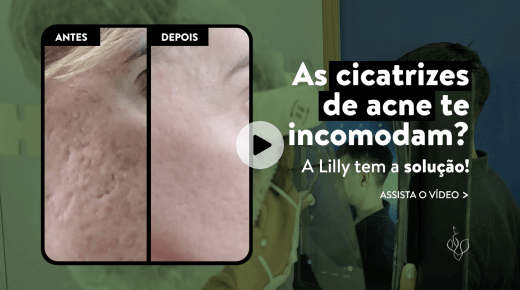 ANTES
DEPOIS
As cicatrizes
de acne te
incomodam?
A Lilly tem a solução!
ASSISTA O VÍDEO >